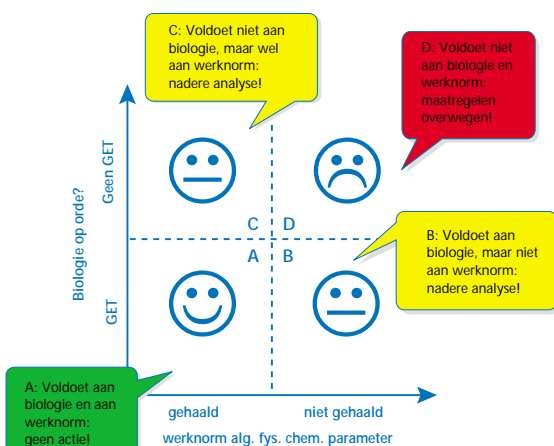 C: Voldoet niet aan
biologie, maar wel
aan werknorm:
nadere analyse!
D: Voldoet niet
aan biologie en
werknorm:
maatregelen
overwegen!
Biologie op orde?
Geen GET
GET
C
D
A
B
B: Voldoet aan
biologie, maar niet
aan werknorm:
nadere analyse!
A: Voldoet aan
biologie en aan
werknorm:
geen actie!
gehaald
niet gehaald
werknorm alg. fys. chem. parameter